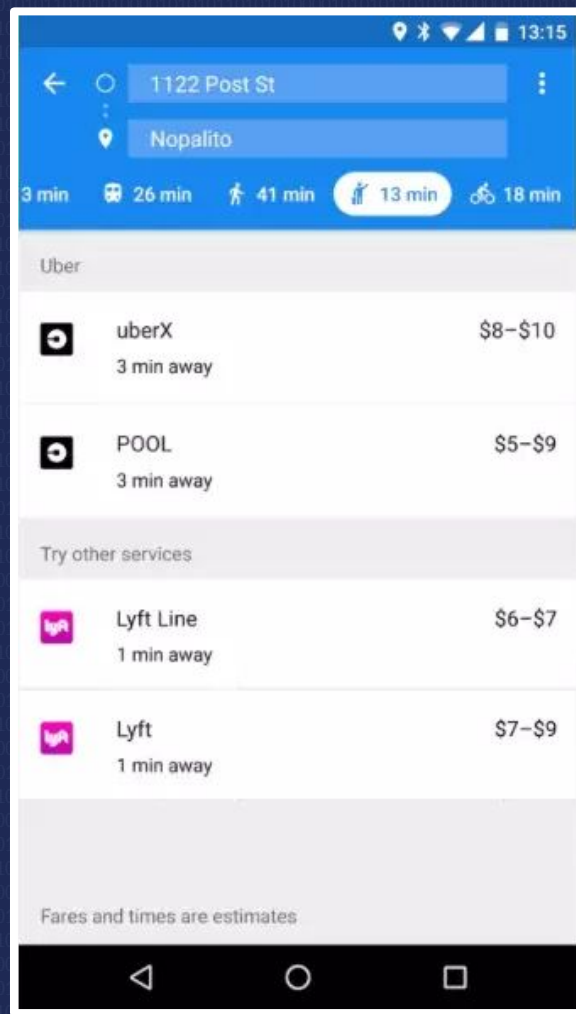 13:15
1122 Post St
Nopalito
3 min 26 min 41 min 13 min 18 min
Uber
uberX $8–$10
3 min away
POOL $5–$9
3 min away
Try other services
lyft Lyft Line $6–$7
1 min away
lyft Lyft $7–$9
1 min away
Fares and times are estimates